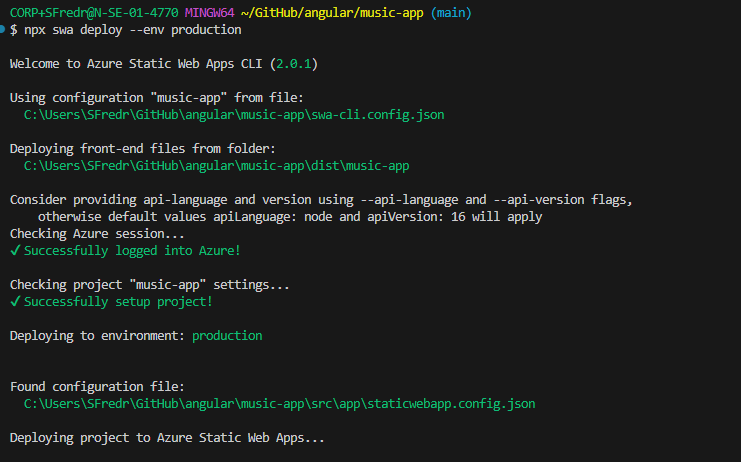 CORP+SFredr@N-SE-01-4770 MINGW64 ~/GitHub/angular/music-app (main)
$ npx swa deploy --env production
Welcome to Azure Static Web Apps CLI (2.0.1)
Using configuration "music-app" from file:
C:\Users\SFredr\GitHub\angular\music-app\swa-cli.config.json
Deploying front-end files from folder:
C:\Users\SFredr\GitHub\angular\music-app\dist\music-app
Consider providing api-language and version using --api-language and --api-version flags,
otherwise default values apiLanguage: node and apiVersion: 16 will apply
Checking Azure session...
✔ Successfully logged into Azure!
Checking project "music-app" settings...
✔ Successfully setup project!
Deploying to environment: production
Found configuration file:
C:\Users\SFredr\GitHub\angular\music-app\src\app\staticwebapp.config.json
Deploying project to Azure Static Web Apps...